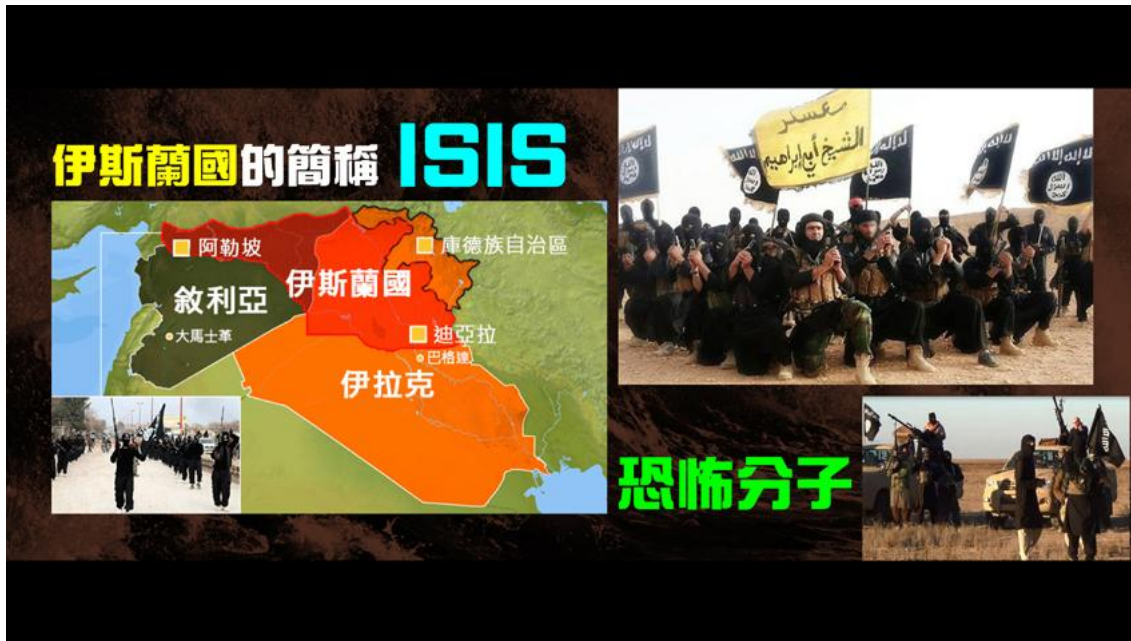 伊斯蘭國的簡稱 ISIS
阿勒坡
庫德族自治區
伊斯蘭國
敘利亞
大馬士革
迪亞拉
巴格達
伊拉克
معسكر
الشيخ أبي إبراهيم
恐怖分子